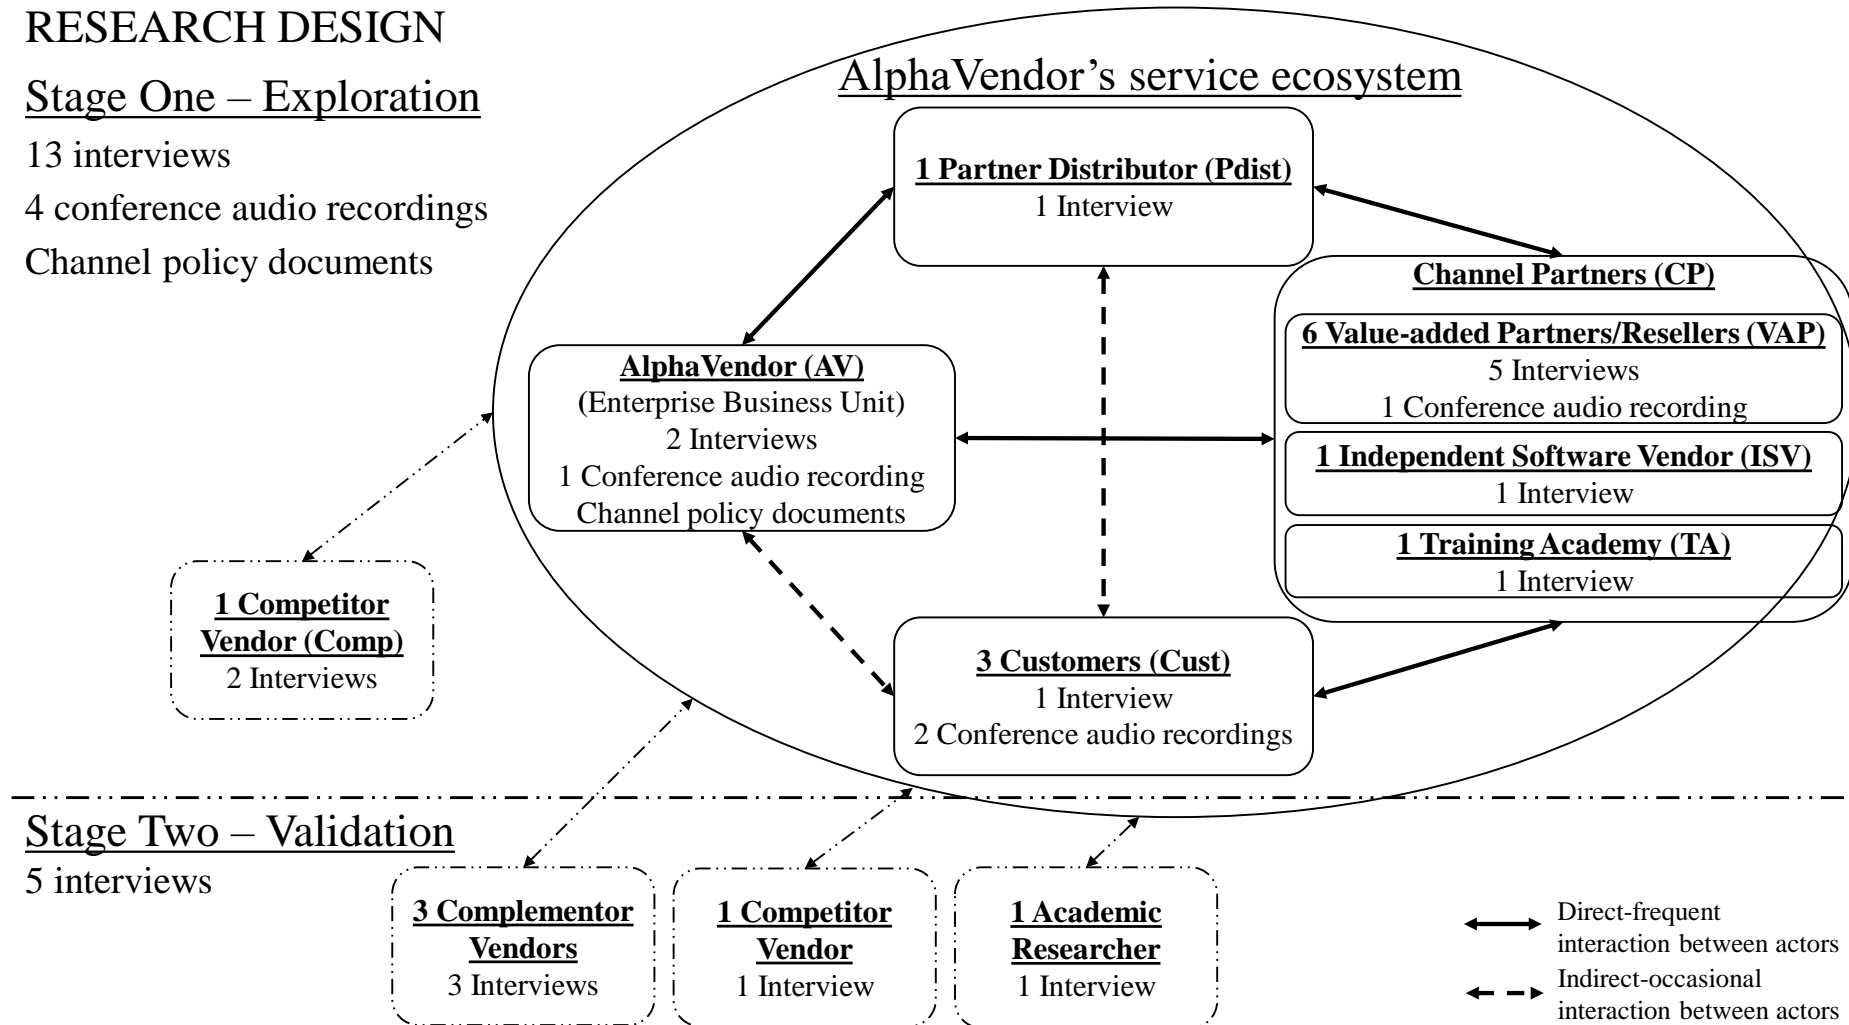 RESEARCH DESIGN
Stage One – Exploration
13 interviews
4 conference audio recordings
Channel policy documents
AlphaVendor’s service ecosystem
1 Partner Distributor (Pdist)
1 Interview
AlphaVendor (AV)
(Enterprise Business Unit)
2 Interviews
1 Conference audio recording
Channel policy documents
Channel Partners (CP)
6 Value-added Partners/Resellers (VAP)
5 Interviews
1 Conference audio recording
1 Independent Software Vendor (ISV)
1 Interview
1 Training Academy (TA)
1 Interview
1 Competitor
Vendor (Comp)
2 Interviews
3 Customers (Cust)
1 Interview
2 Conference audio recordings
Stage Two – Validation
5 interviews
3 Complementor
Vendors
3 Interviews
1 Competitor
Vendor
1 Interview
1 Academic
Researcher
1 Interview
Direct-frequent
interaction between actors
Indirect-occasional
interaction between actors